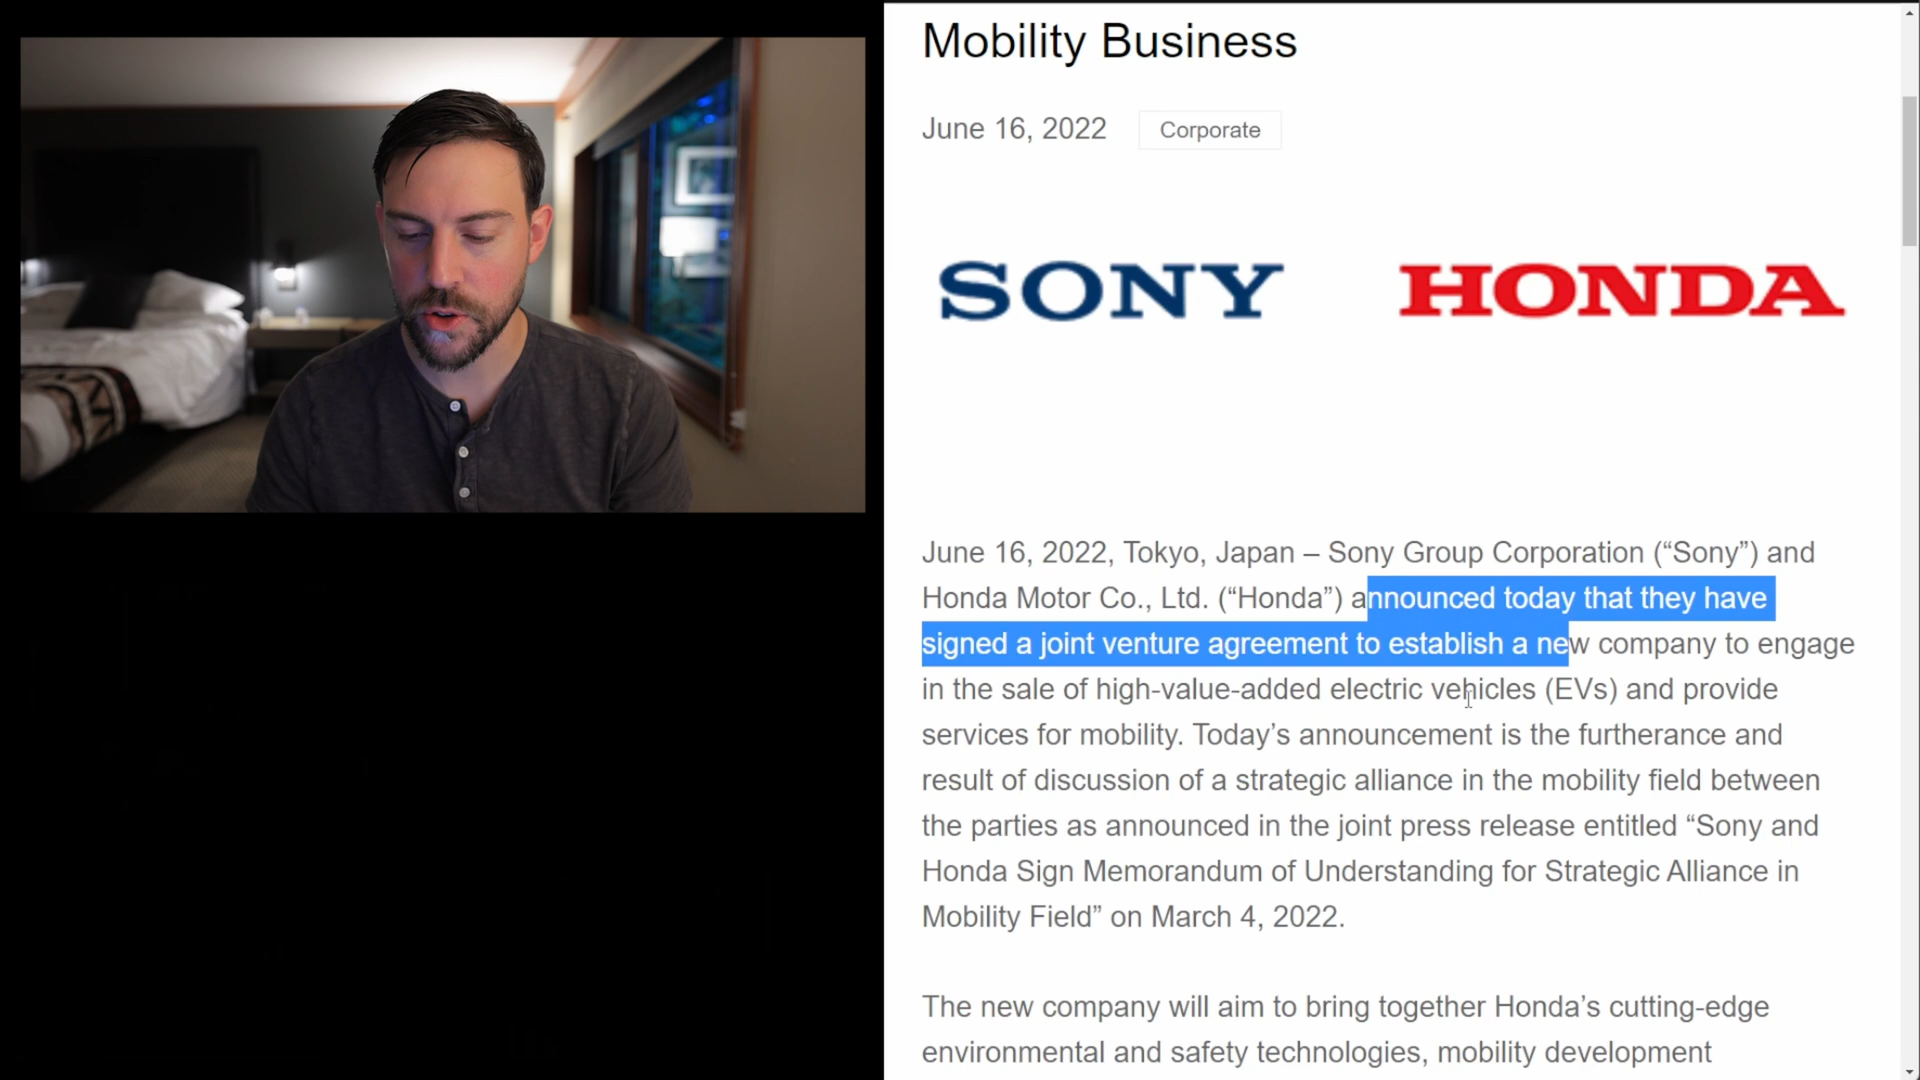 Mobility Business
June 16, 2022
Corporate
SONY
HONDA
June 16, 2022, Tokyo, Japan – Sony Group Corporation (“Sony”) and
Honda Motor Co., Ltd. (“Honda”) announced today that they have
signed a joint venture agreement to establish a new company to engage
in the sale of high-value-added electric vehicles (EVs) and provide
services for mobility. Today’s announcement is the furtherance and
result of discussion of a strategic alliance in the mobility field between
the parties as announced in the joint press release entitled “Sony and
Honda Sign Memorandum of Understanding for Strategic Alliance in
Mobility Field” on March 4, 2022.
The new company will aim to bring together Honda’s cutting-edge
environmental and safety technologies, mobility development